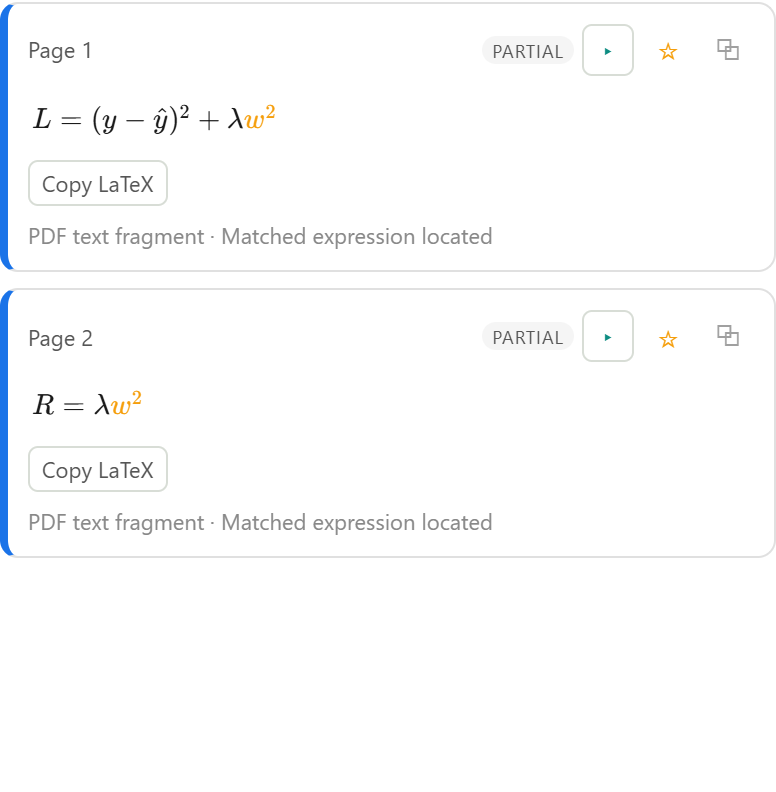 Page 1 PARTIAL
L = (y − ŷ)² + λw²
Copy LaTeX
PDF text fragment · Matched expression located
Page 2 PARTIAL
R = λw²
Copy LaTeX
PDF text fragment · Matched expression located